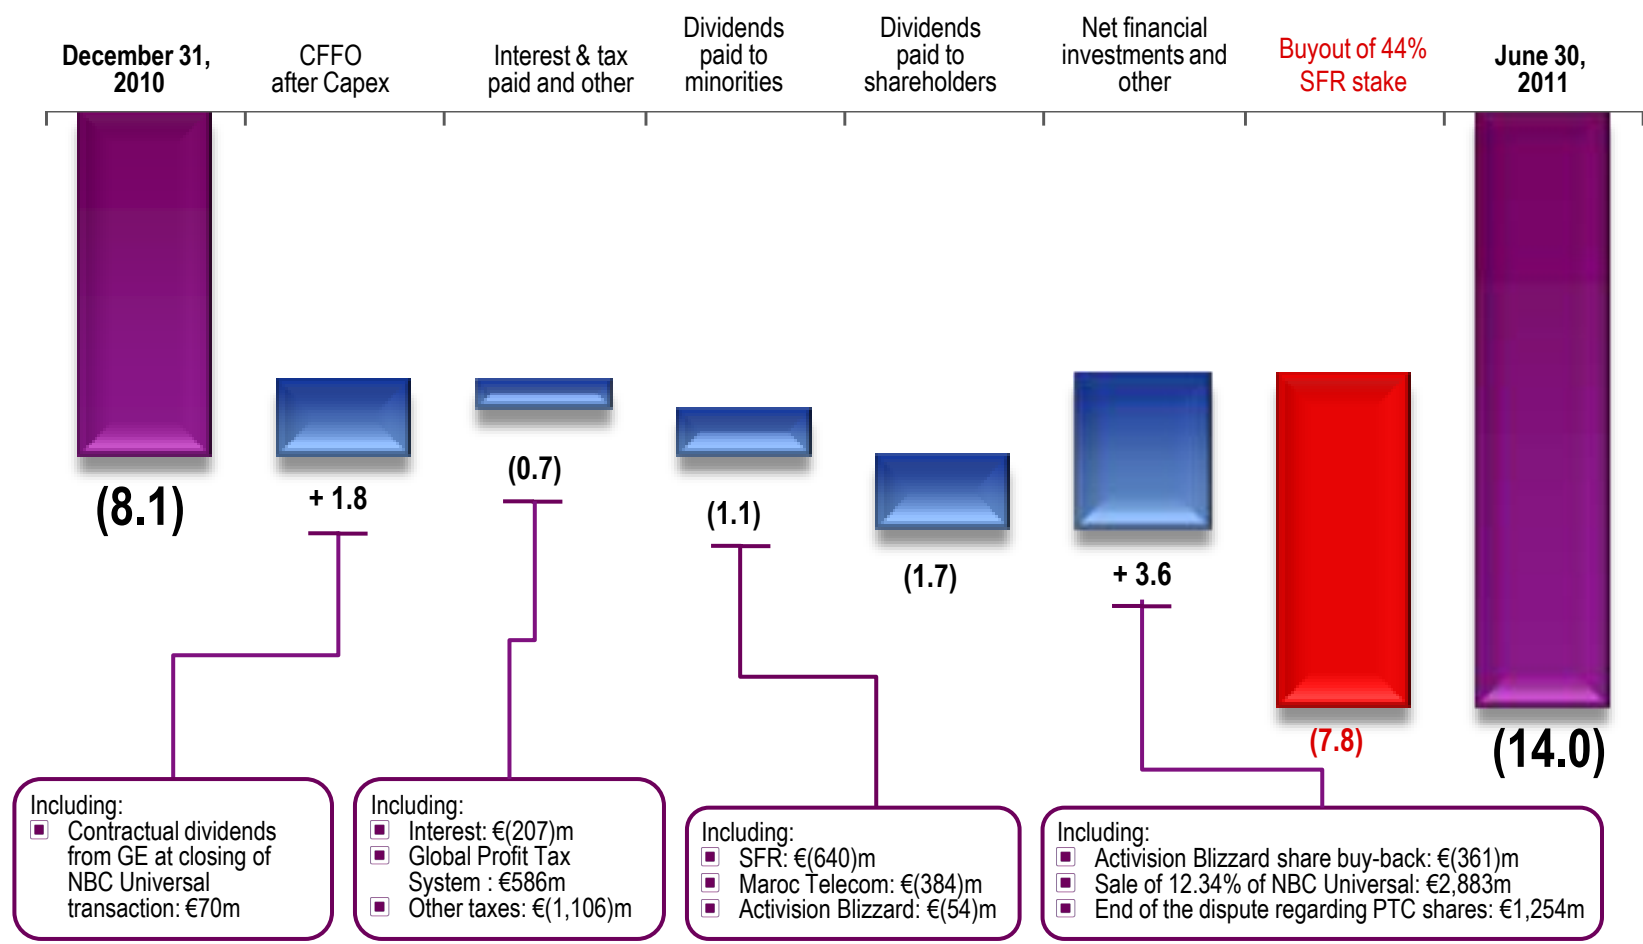 December 31,
2010
CFFO
after Capex
Interest & tax
paid and other
Dividends
paid to
minorities
Dividends
paid to
shareholders
Net financial
investments and
other
Buyout of 44%
SFR stake
June 30,
2011
(8.1)
+ 1.8
(0.7)
(1.1)
(1.7)
+ 3.6
(7.8)
(14.0)
Including:
Contractual dividends
from GE at closing of
NBC Universal
transaction: €70m
Including:
Interest: €(207)m
Global Profit Tax
System : €586m
Other taxes: €(1,106)m
Including:
SFR: €(640)m
Maroc Telecom: €(384)m
Activision Blizzard: €(54)m
Including:
Activision Blizzard share buy-back: €(361)m
Sale of 12.34% of NBC Universal: €2,883m
End of the dispute regarding PTC shares: €1,254m